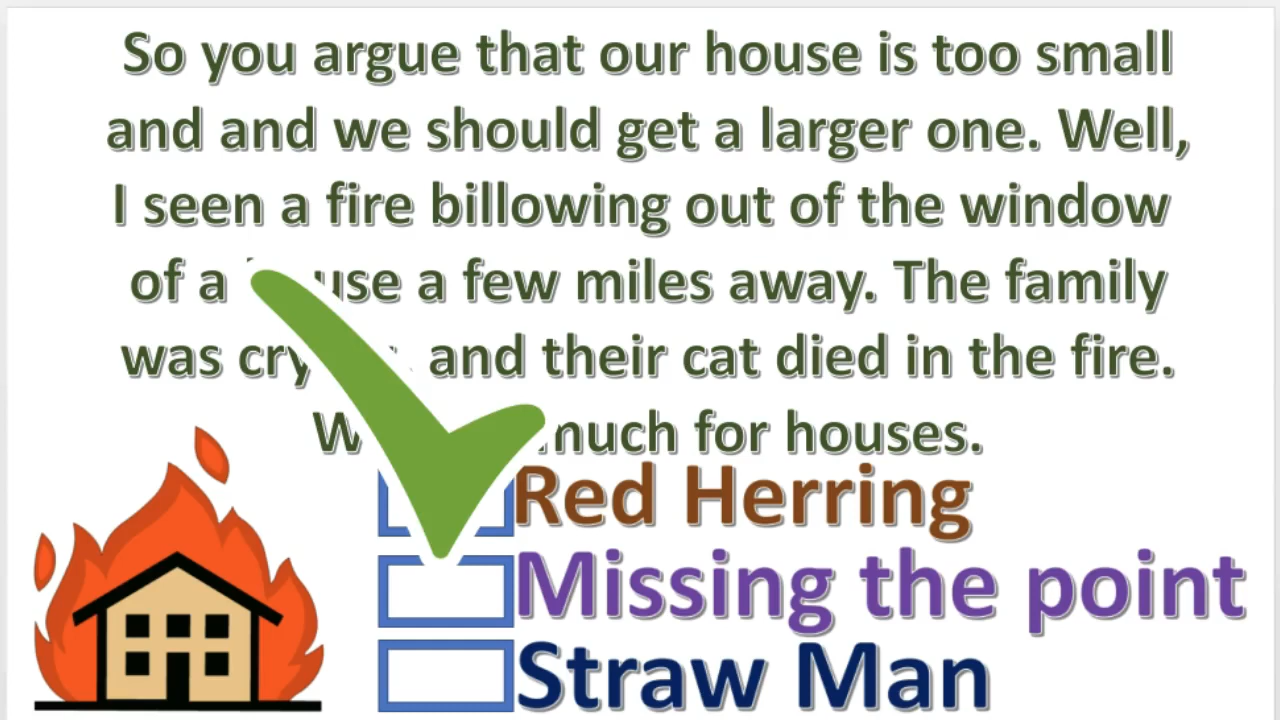 So you argue that our house is too small
and and we should get a larger one. Well,
I seen a fire billowing out of the window
of a a few miles away. The family
was and their cat died in the fire.
much for houses.
Red Herring
Missing the point
Straw Man